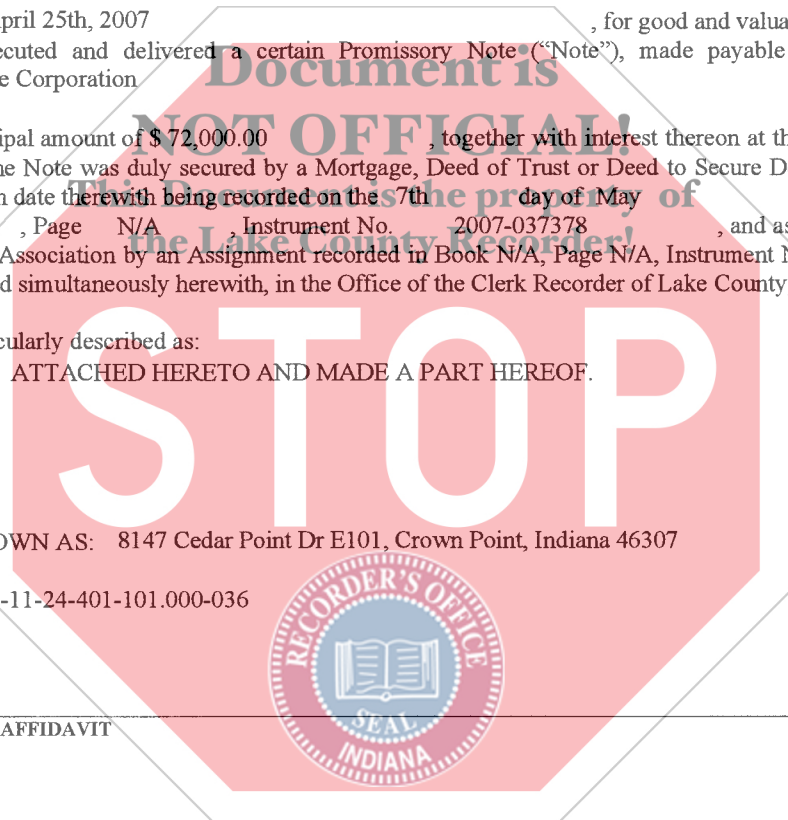 pril 25th, 2007 , for good and valua
ecuted and delivered a certain Promissory Note (“Note”), made payable
e Corporation
Document is
ipal amount of $ 72,000.00 , together with interest thereon at th
NOT OFFICIAL!
ne Note was duly secured by a Mortgage, Deed of Trust or Deed to Secure D
n date therewith being recorded on the 7th day of May
This Document is the property of
, Page N/A , Instrument No. 2007-037378 , and as
the Lake County Recorder!
Association by an Assignment recorded in Book N/A, Page N/A, Instrument N
d simultaneously herewith, in the Office of the Clerk Recorder of Lake County
cularly described as:
ATTACHED HERETO AND MADE A PART HEREOF.
STOP
OWN AS: 8147 Cedar Point Dr E101, Crown Point, Indiana 46307
-11-24-401-101.000-036
RECORDER'S OFFICE
SEAL
INDIANA
AFFIDAVIT